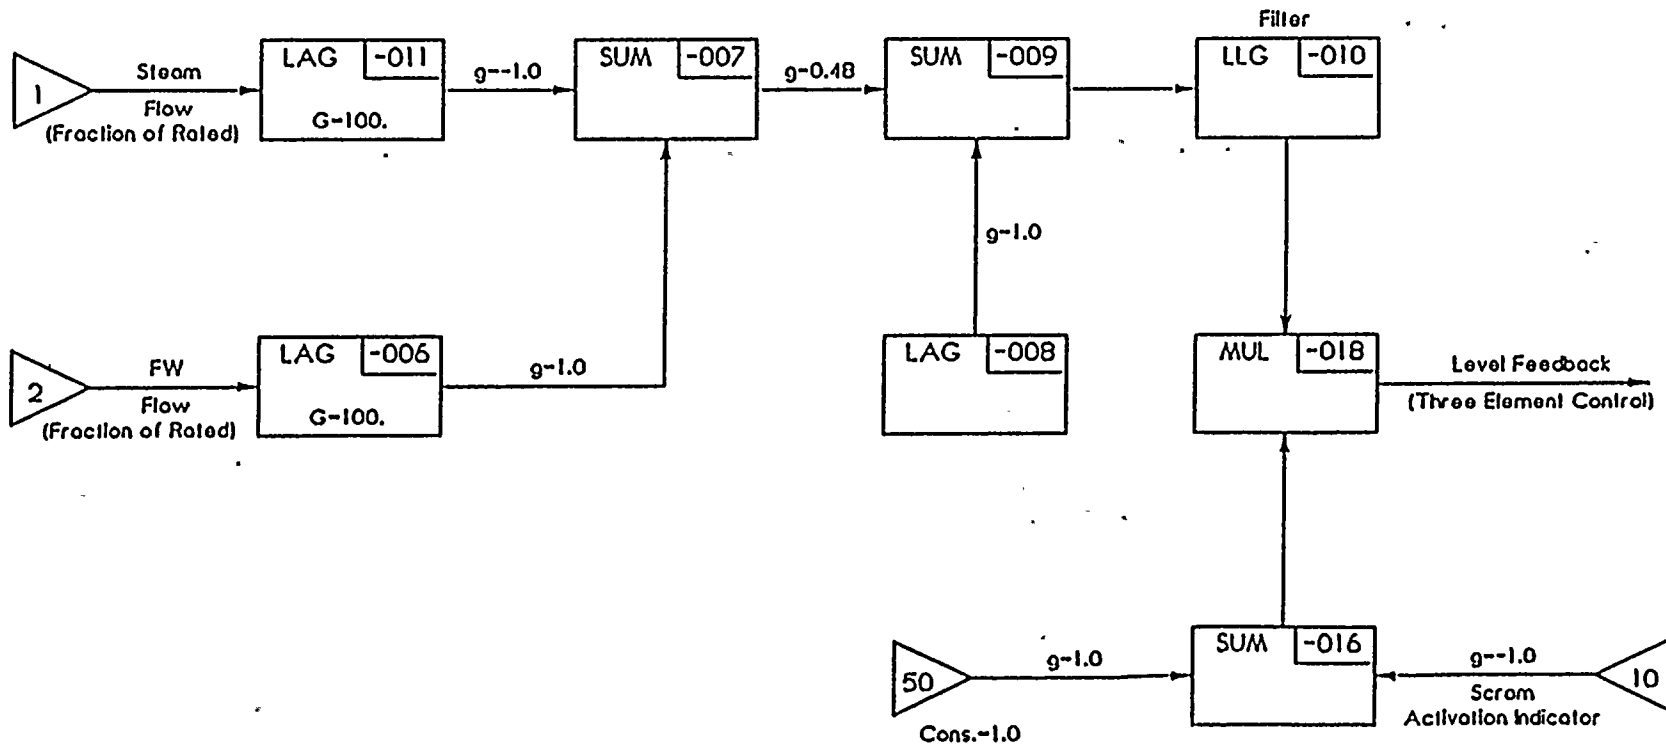 Filter
LAG -011
G-100.
SUM -007
SUM -009
LLG -010
1
Steam
Flow
(Fraction of Rated)
g--1.0
g-0.48
g-1.0
2
FW
Flow
(Fraction of Rated)
LAG -006
G-100.
g-1.0
LAG -008
MUL -018
Level Feedback
(Three Element Control)
50
g-1.0
Cons.-1.0
SUM -016
g--1.0
Scram
Activation Indicator
10